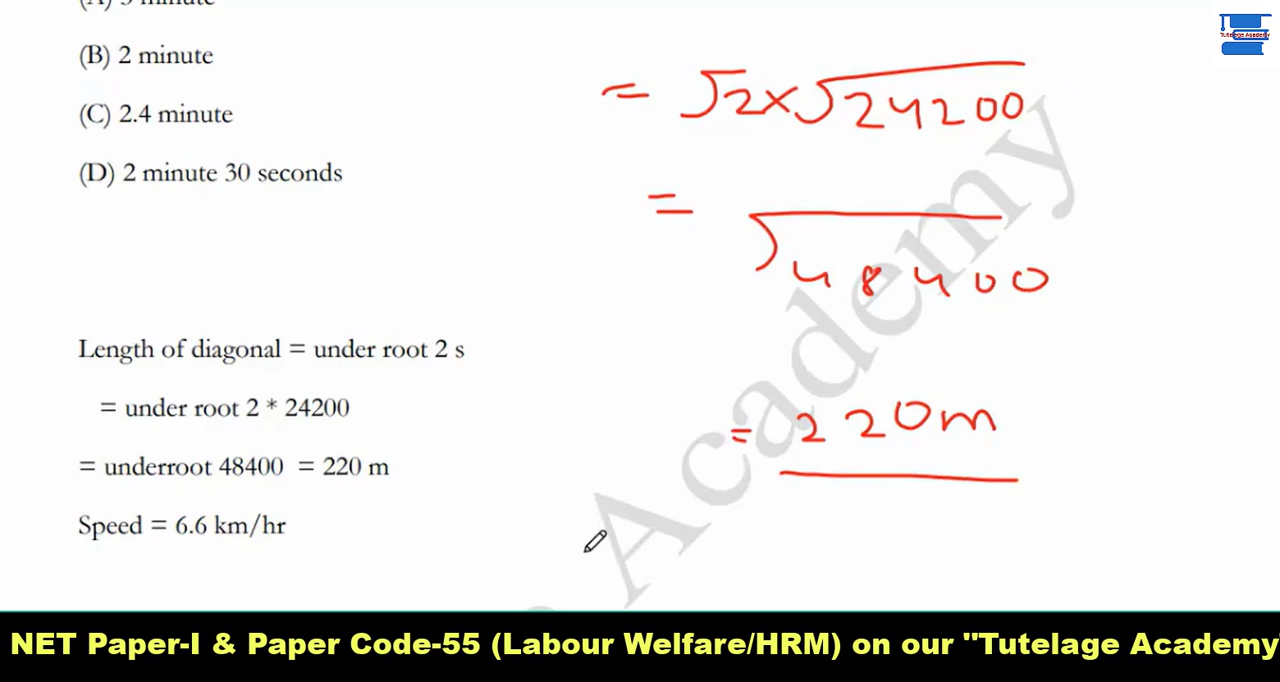 (B) 2 minute
(C) 2.4 minute
(D) 2 minute 30 seconds
Length of diagonal = under root 2 s
= under root 2 * 24200
= underroot 48400 = 220 m
Speed = 6.6 km/hr
= √2×√24200
= √48400
= 220m
Academy
Tutelage Academy
NET Paper-I & Paper Code-55 (Labour Welfare/HRM) on our "Tutelage Academy